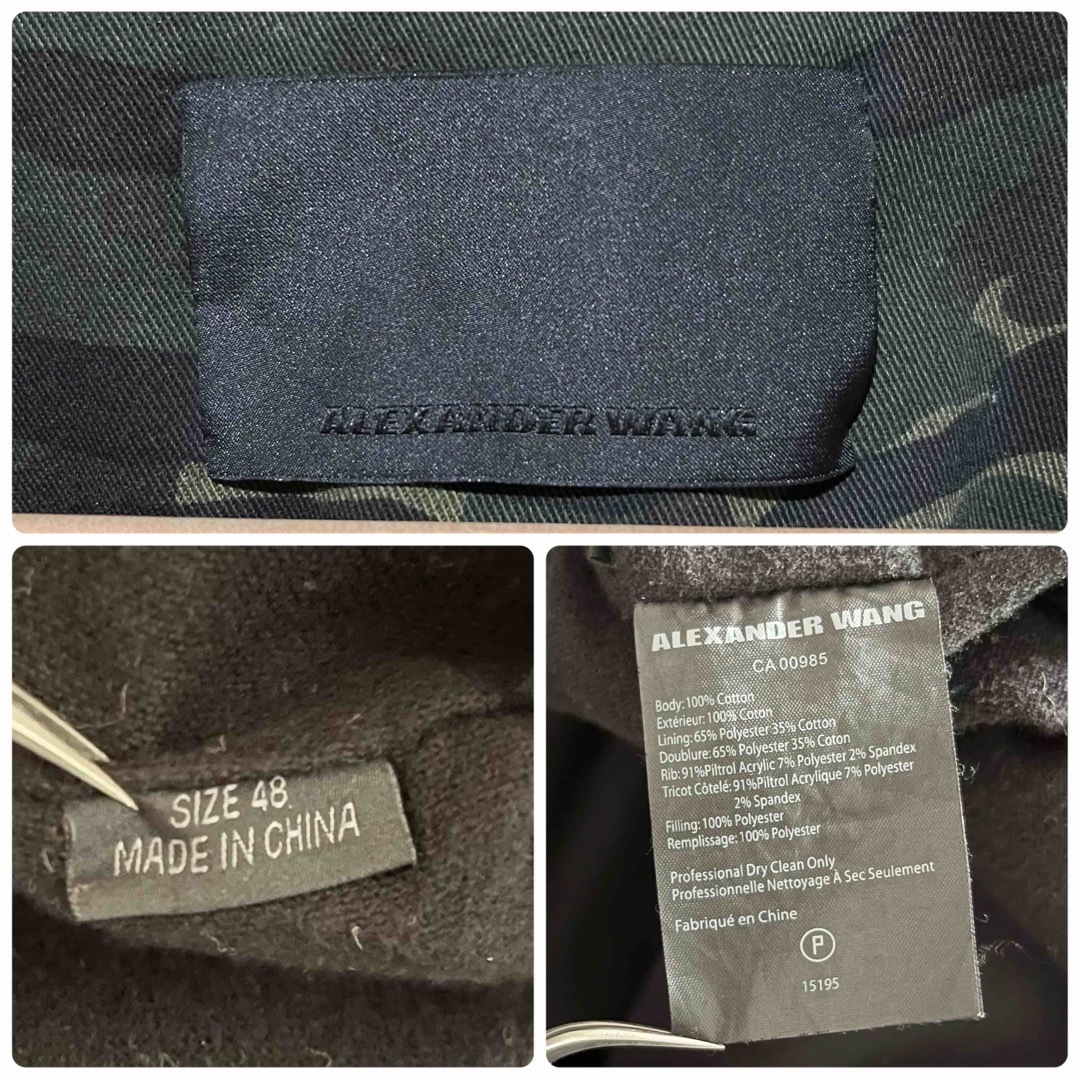 ALEXANDER WANG
SIZE 48
MADE IN CHINA
ALEXANDER WANG
CA 00985
Body: 100% Cotton
Extérieur: 100% Coton
Lining: 65% Polyester 35% Cotton
Doublure: 65% Polyester 35% Coton
Rib: 91%Piltrol Acrylic 7% Polyester 2% Spandex
Tricot Côtelé: 91%Piltrol Acrylique 7% Polyester
2% Spandex
Filling: 100% Polyester
Remplissage: 100% Polyester
Professional Dry Clean Only
Professionnelle Nettoyage À Sec Seulement
Fabriqué en Chine
P
15195